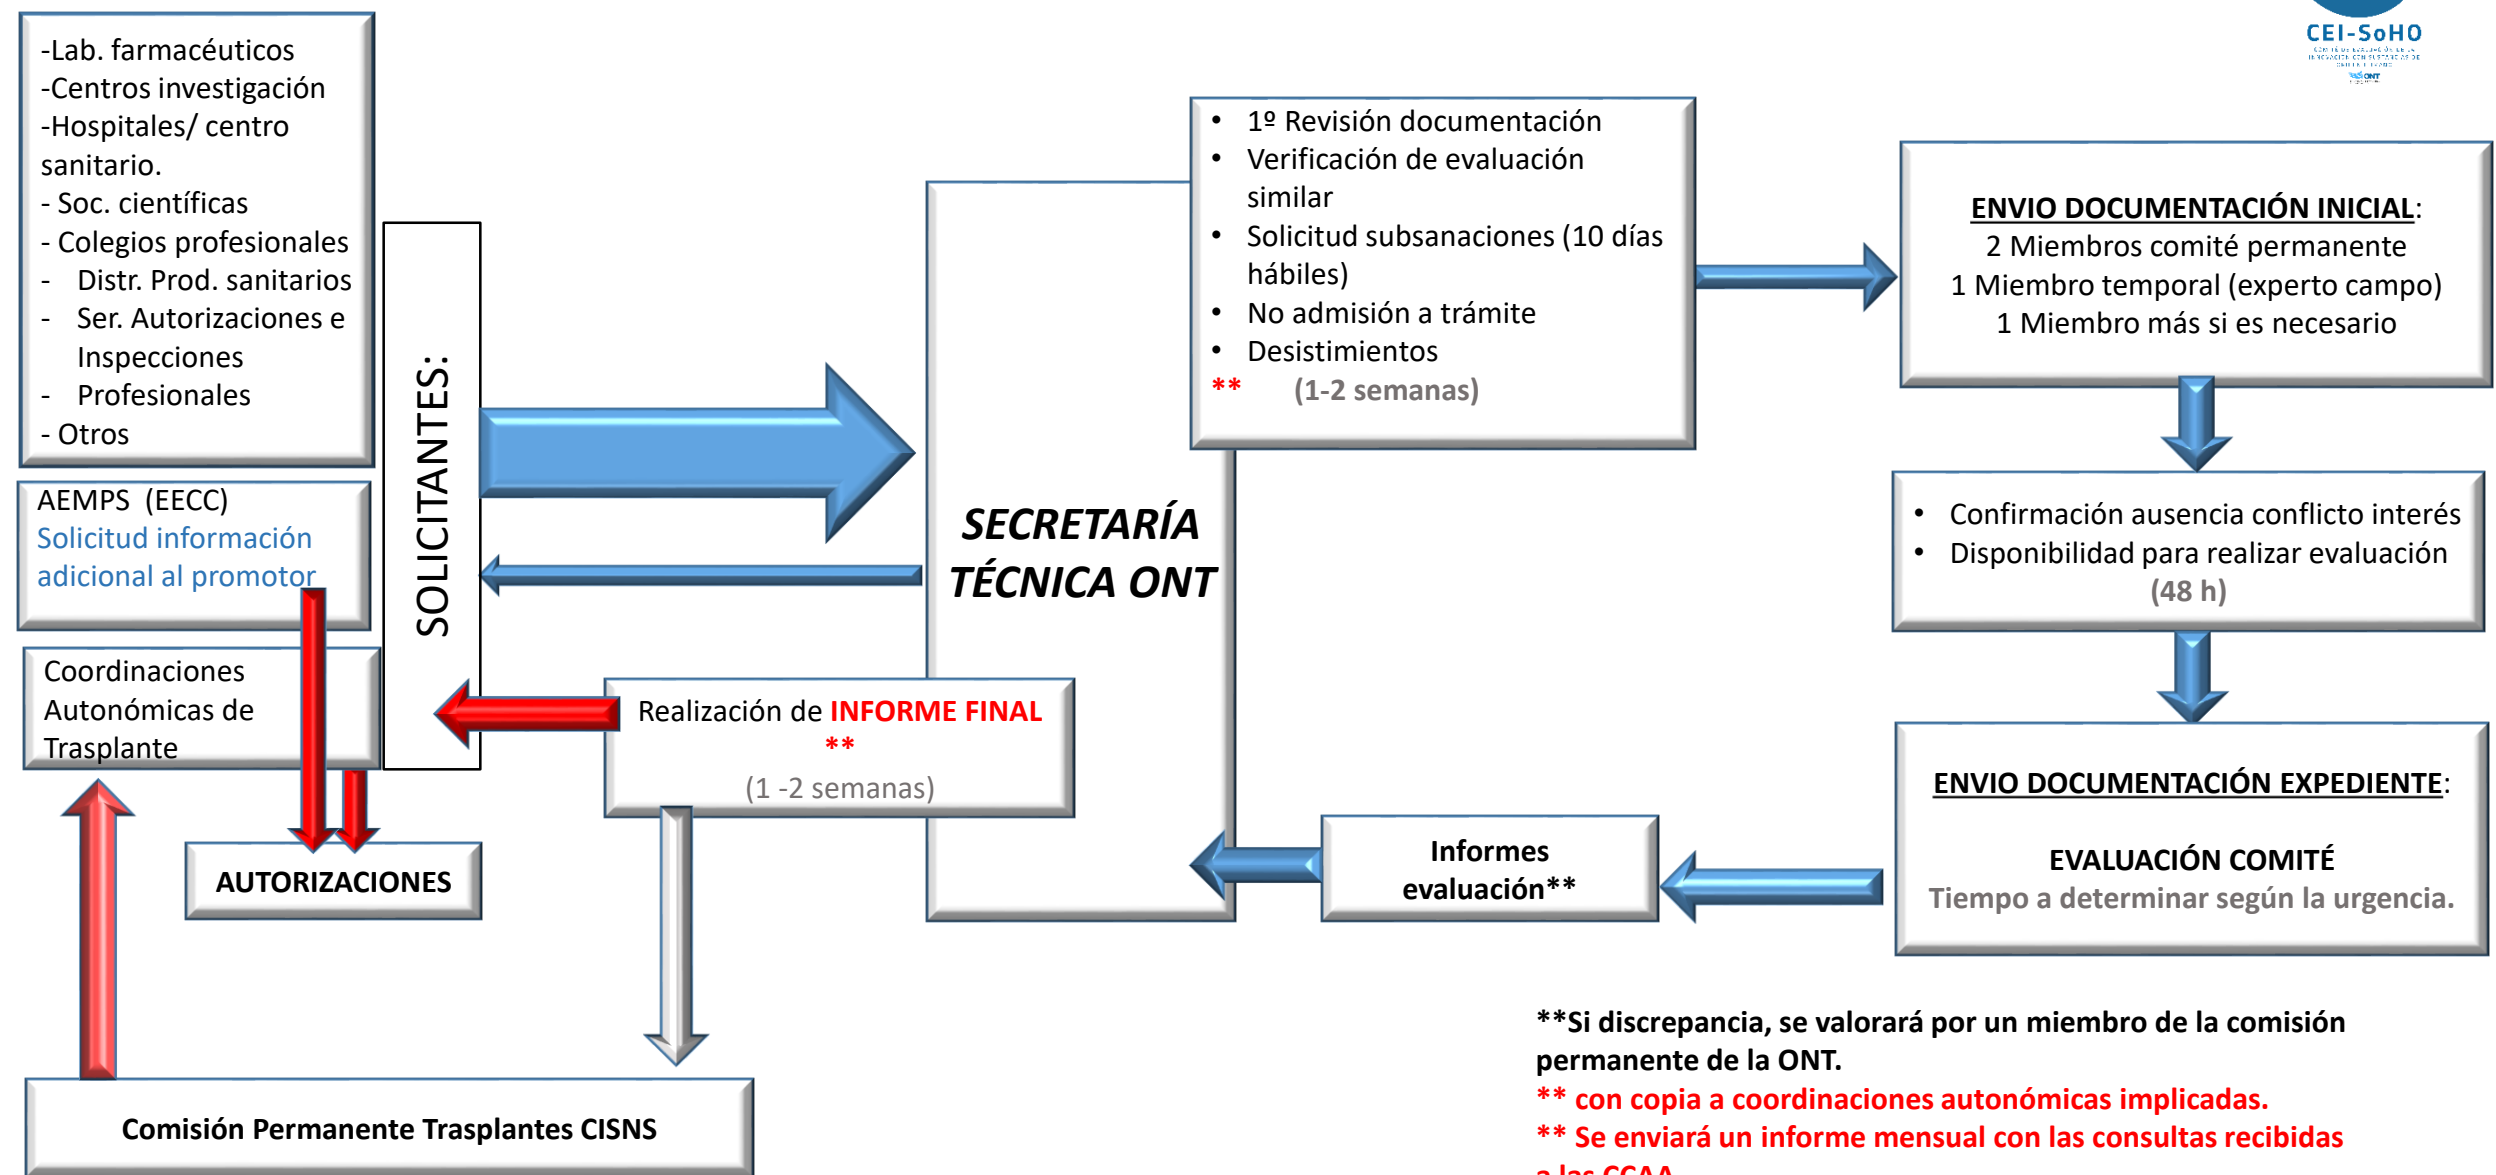 -Lab. farmacéuticos
-Centros investigación
-Hospitales/ centro
sanitario.
- Soc. científicas
- Colegios profesionales
- Distr. Prod. sanitarios
- Ser. Autorizaciones e
Inspecciones
- Profesionales
- Otros
AEMPS (EECC)
Solicitud información
adicional al promotor
Coordinaciones
Autonómicas de
Trasplante
SOLICITANTES:
AUTORIZACIONES
Comisión Permanente Trasplantes CISNS
SECRETARÍA
TÉCNICA ONT
• 1º Revisión documentación
• Verificación de evaluación
similar
• Solicitud subsanaciones (10 días
hábiles)
• No admisión a trámite
• Desistimientos
** (1-2 semanas)
CEI-SoHO
ONT
ENVIO DOCUMENTACIÓN INICIAL:
2 Miembros comité permanente
1 Miembro temporal (experto campo)
1 Miembro más si es necesario
• Confirmación ausencia conflicto interés
• Disponibilidad para realizar evaluación
(48 h)
ENVIO DOCUMENTACIÓN EXPEDIENTE:
EVALUACIÓN COMITÉ
Tiempo a determinar según la urgencia.
Informes
evaluación**
Realización de INFORME FINAL
**
(1 -2 semanas)
**Si discrepancia, se valorará por un miembro de la comisión
permanente de la ONT.
** con copia a coordinaciones autonómicas implicadas.
** Se enviará un informe mensual con las consultas recibidas
a las CCAA